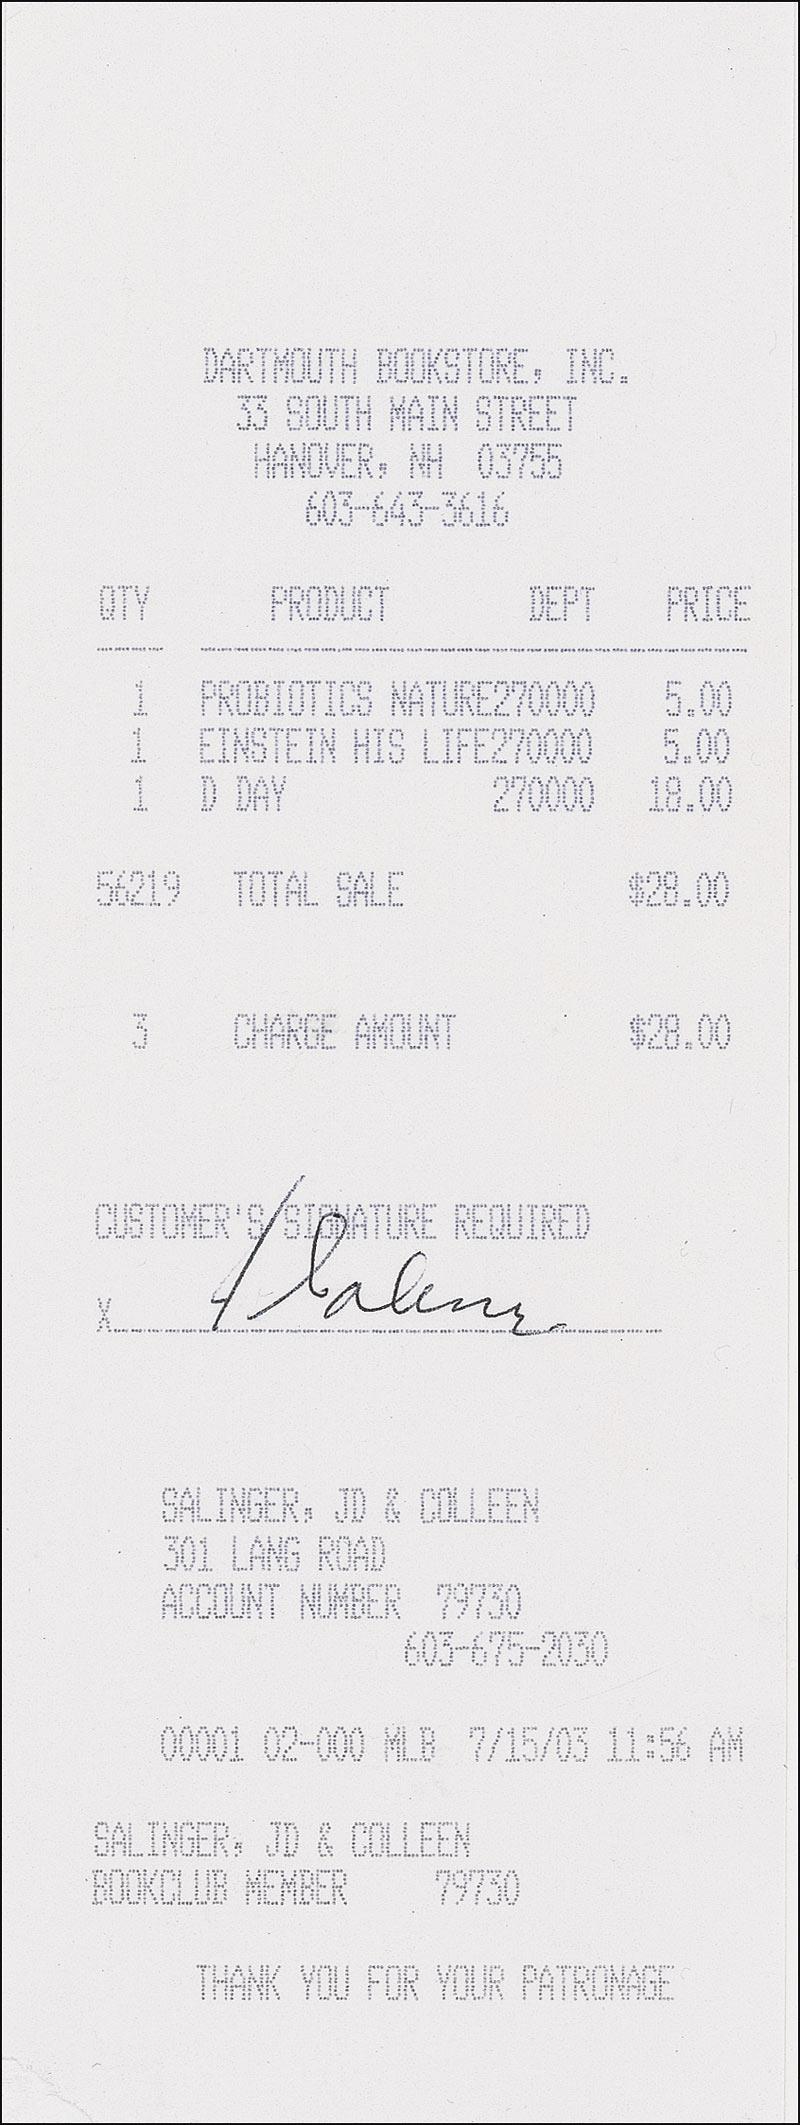 DARTMOUTH BOOKSTORE, INC.
33 SOUTH MAIN STREET
HANOVER, NH 03755
603-643-3616
QTY PRODUCT DEPT PRICE
1 PROBIOTICS NATURE270000 5.00
1 EINSTEIN HIS LIFE270000 5.00
1 D DAY 270000 18.00
56219 TOTAL SALE $28.00
3 CHARGE AMOUNT $28.00
CUSTOMER'S SIGNATURE REQUIRED
X
SALINGER, JD & COLLEEN
301 LANG ROAD
ACCOUNT NUMBER 79730
603-675-2030
00001 02-000 MLB 7/15/03 11:56 AM
SALINGER, JD & COLLEEN
BOOKCLUB MEMBER 79730
THANK YOU FOR YOUR PATRONAGE